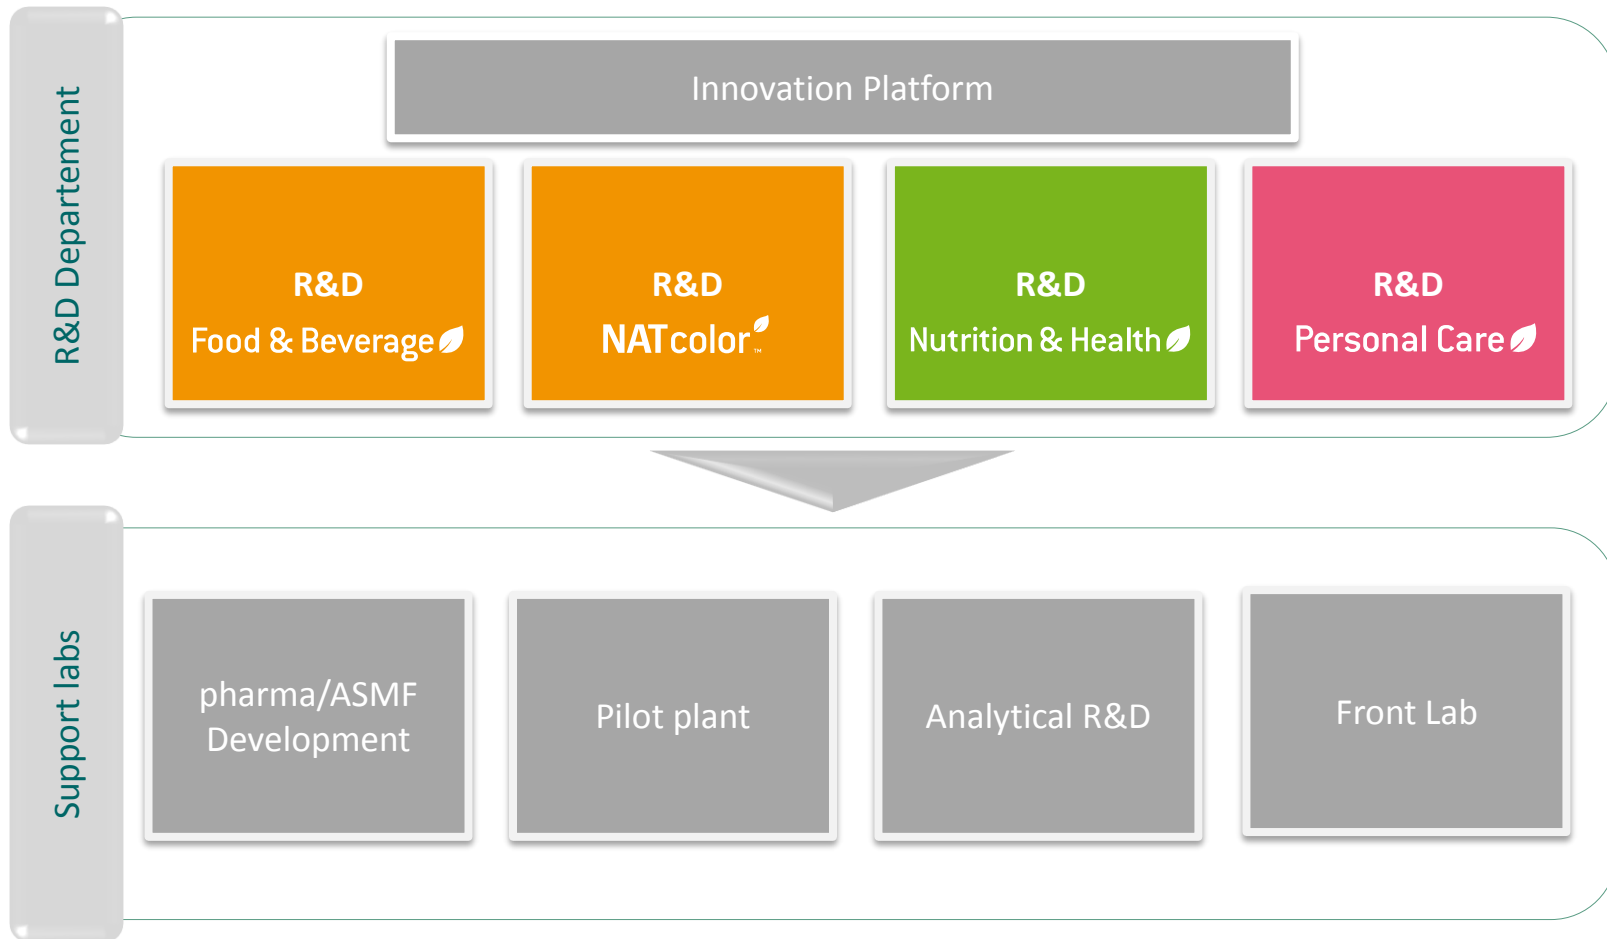 R&D Departement
Innovation Platform
R&D
Food & Beverage
R&D
NATcolor™
R&D
Nutrition & Health
R&D
Personal Care
Support labs
pharma/ASMF
Development
Pilot plant
Analytical R&D
Front Lab